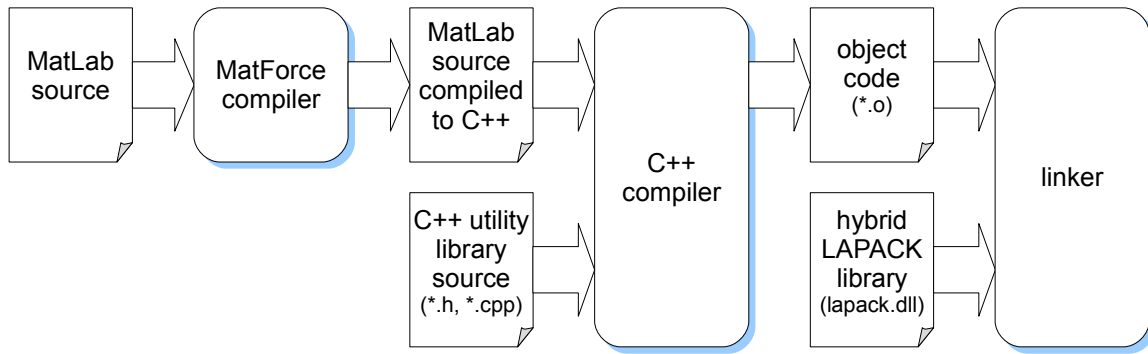 MatLab
source
MatForce
compiler
MatLab
source
compiled
to C++
C++ utility
library
source
(*.h, *.cpp)
C++
compiler
object
code
(*.o)
hybrid
LAPACK
library
(lapack.dll)
linker